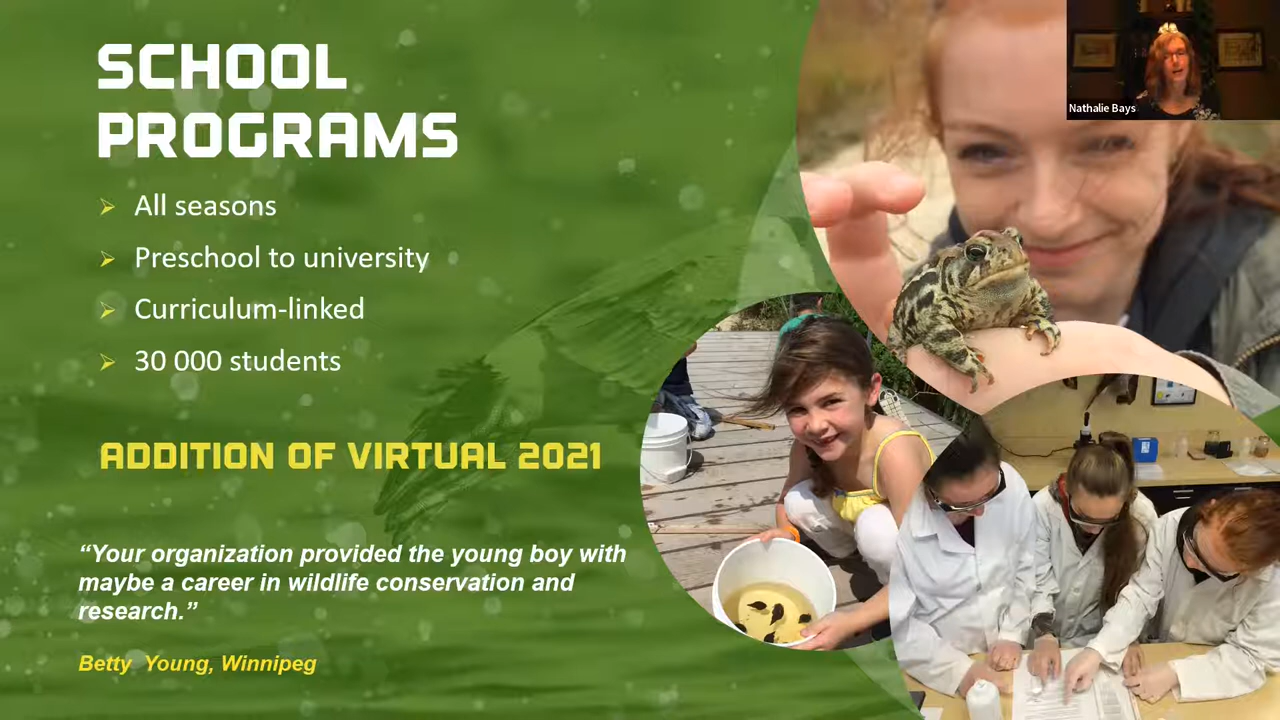 SCHOOL
PROGRAMS
All seasons
Preschool to university
Curriculum-linked
30 000 students
ADDITION OF VIRTUAL 2021
“Your organization provided the young boy with
maybe a career in wildlife conservation and
research.”
Betty Young, Winnipeg
Nathalie Bays